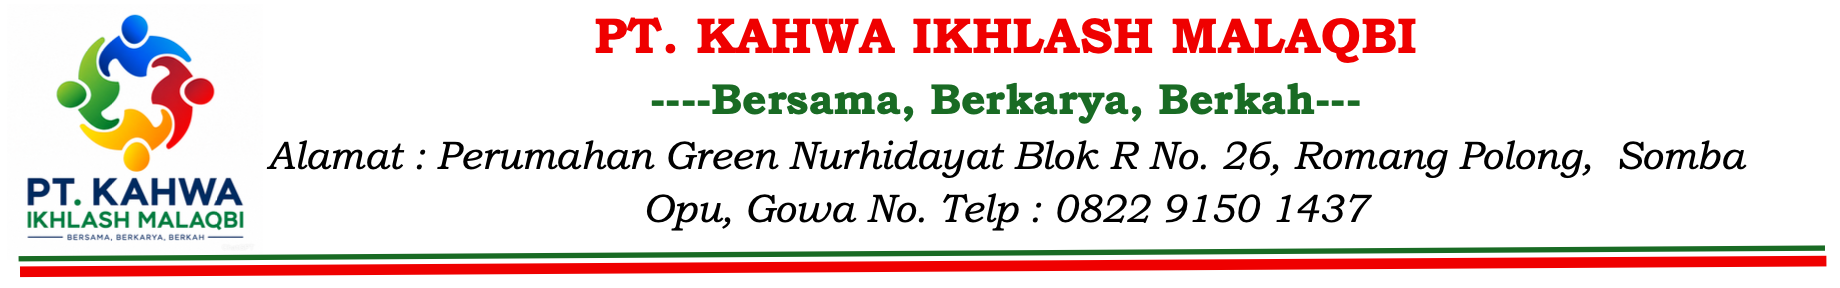 PT. KAHWA IKHLASH MALAQBI
----Bersama, Berkarya, Berkah---
Alamat : Perumahan Green Nurhidayat Blok R No. 26, Romang Polong,  Somba
Opu, Gowa No. Telp : 0822 9150 1437
PT. KAHWA
IKHLASH MALAQBI
BERSAMA, BERKARYA, BERKAH